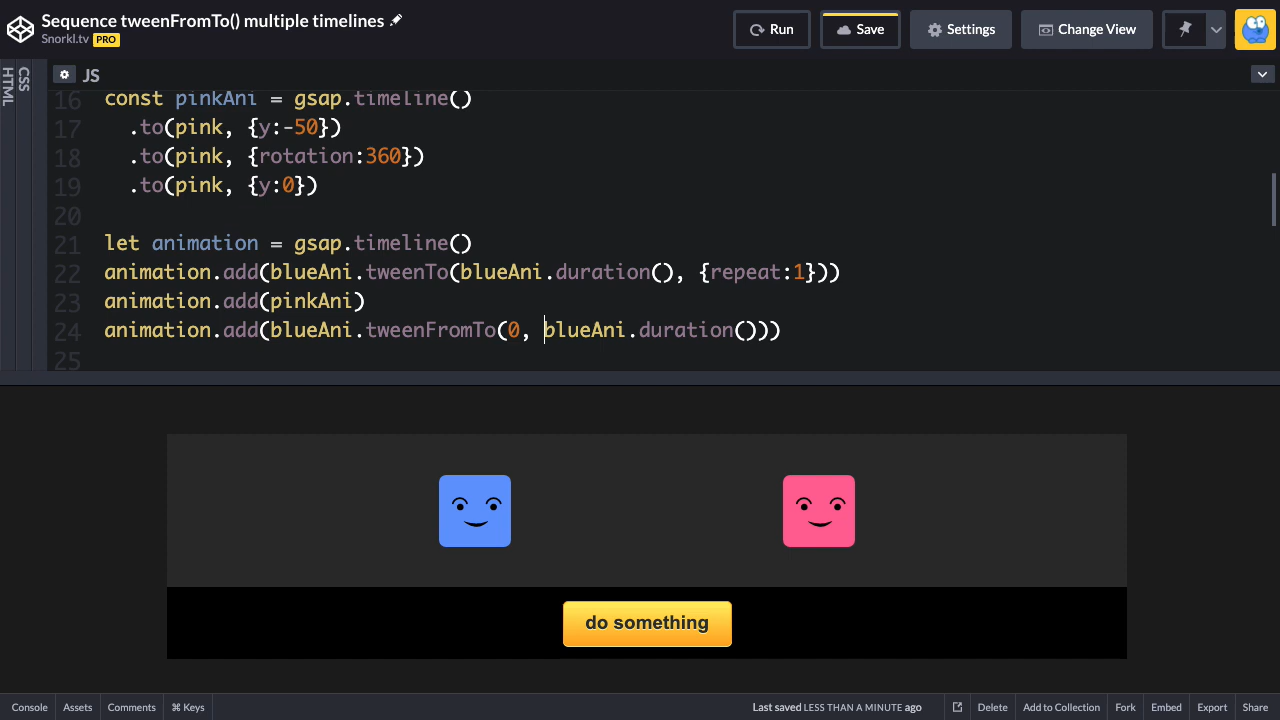 Sequence tweenFromTo() multiple timelines
Snorkl.tv PRO
Run
Save
Settings
Change View
HTML
CSS
JS
16 const pinkAni = gsap.timeline()
17 .to(pink, {y:-50})
18 .to(pink, {rotation:360})
19 .to(pink, {y:0})
20
21 let animation = gsap.timeline()
22 animation.add(blueAni.tweenTo(blueAni.duration(), {repeat:1}))
23 animation.add(pinkAni)
24 animation.add(blueAni.tweenFromTo(0, blueAni.duration()))
25
do something
Console Assets Comments ⌘ Keys Last saved LESS THAN A MINUTE ago Delete Add to Collection Fork Embed Export Share